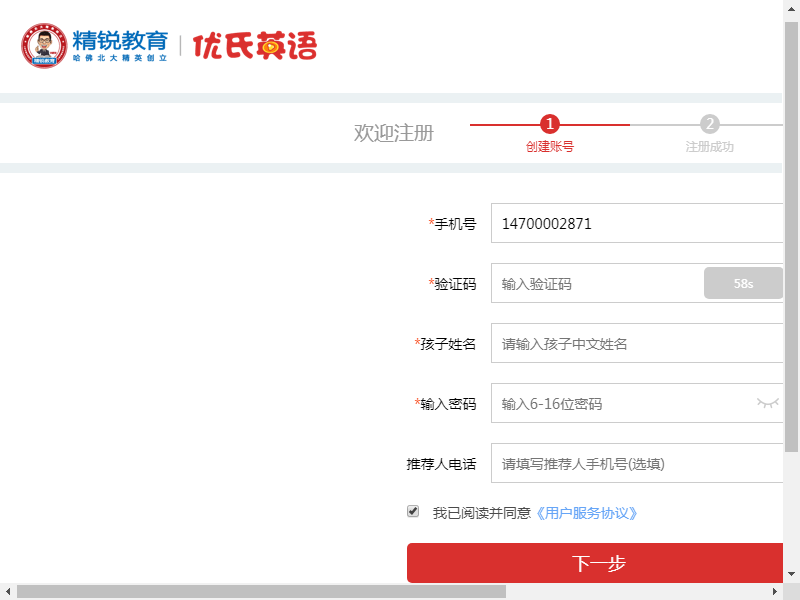 精锐教育
哈佛北大精英创立
优氏英语
欢迎注册
1
创建账号
2
注册成功
*手机号
14700002871
*验证码
输入验证码
58s
*孩子姓名
请输入孩子中文姓名
*输入密码
输入6-16位密码
推荐人电话
请填写推荐人手机号(选填)
我已阅读并同意《用户服务协议》
下一步